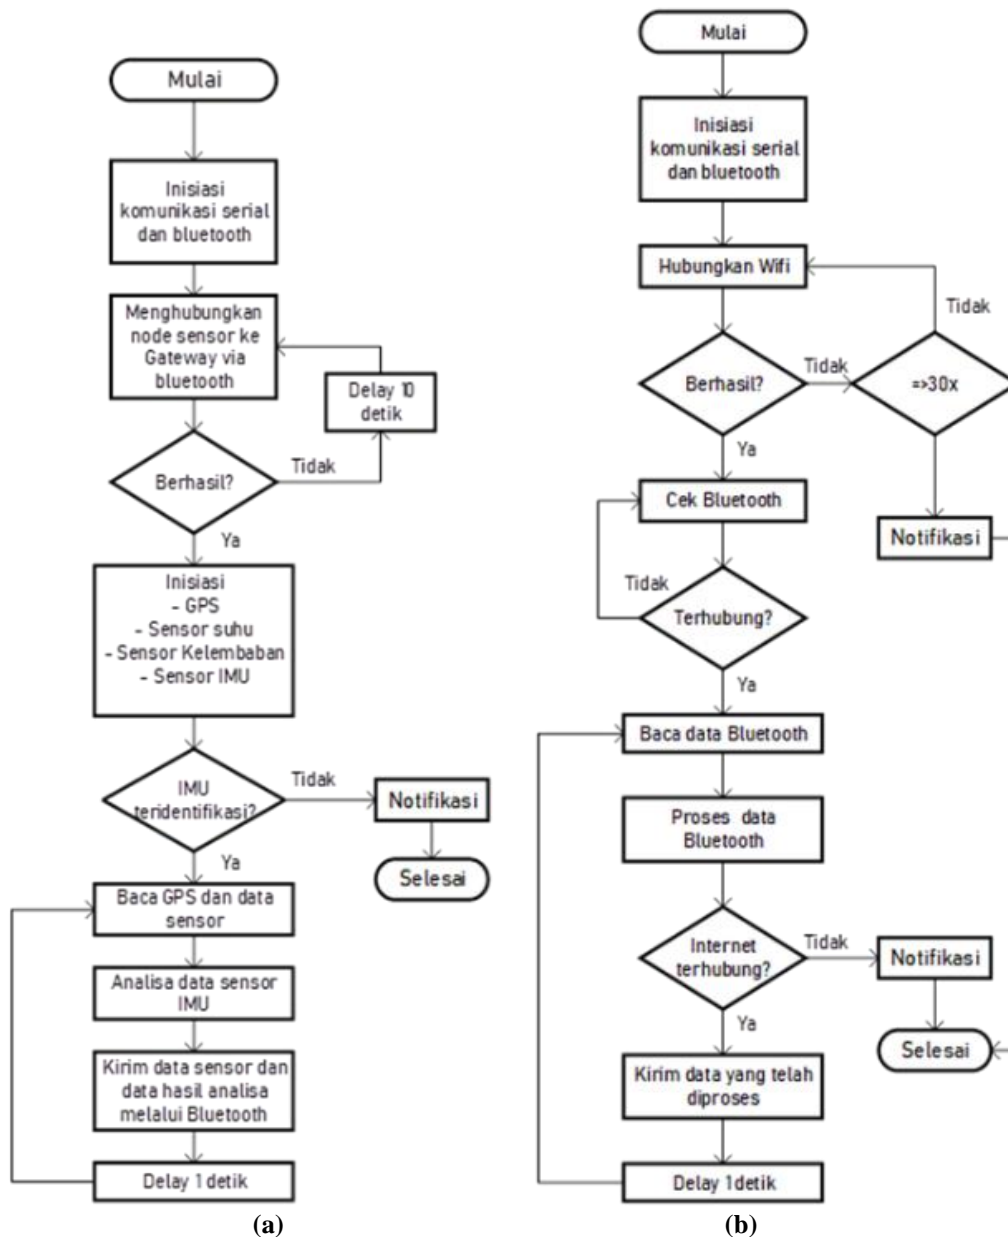 Mulai
Inisiasi
komunikasi serial
dan bluetooth
Menghubungkan
node sensor ke
Gateway via
bluetooth
Delay 10
detik
Berhasil?
Tidak
Ya
Inisiasi
- GPS
- Sensor suhu
- Sensor Kelembaban
- Sensor IMU
IMU
teridentifikasi?
Tidak
Notifikasi
Selesai
Ya
Baca GPS dan data
sensor
Analisa data sensor
IMU
Kirim data sensor dan
data hasil analisa
melalui Bluetooth
Delay 1 detik
(a)
Mulai
Inisiasi
komunikasi serial
dan bluetooth
Hubungkan Wifi
Tidak
Berhasil?
Tidak
=>30x
Ya
Notifikasi
Cek Bluetooth
Tidak
Terhubung?
Ya
Baca data Bluetooth
Proses data
Bluetooth
Internet
terhubung?
Tidak
Notifikasi
Selesai
Ya
Kirim data yang telah
diproses
Delay 1 detik
(b)